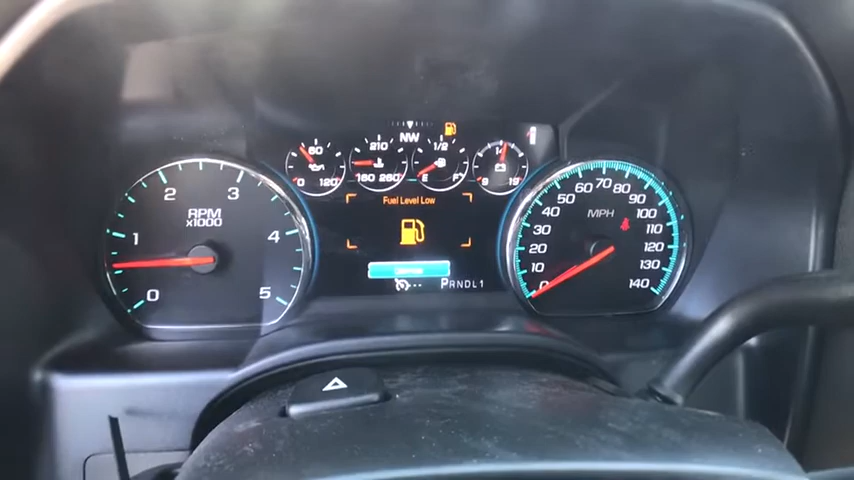 NW
60
0 120
210
160 260
1/2
E F
14
9 19
Fuel Level Low
RPM
x1000
0 1 2 3 4 5
MPH
0 10 20 30 40 50 60 70 80 90 100 110 120 130 140
PRNDL1